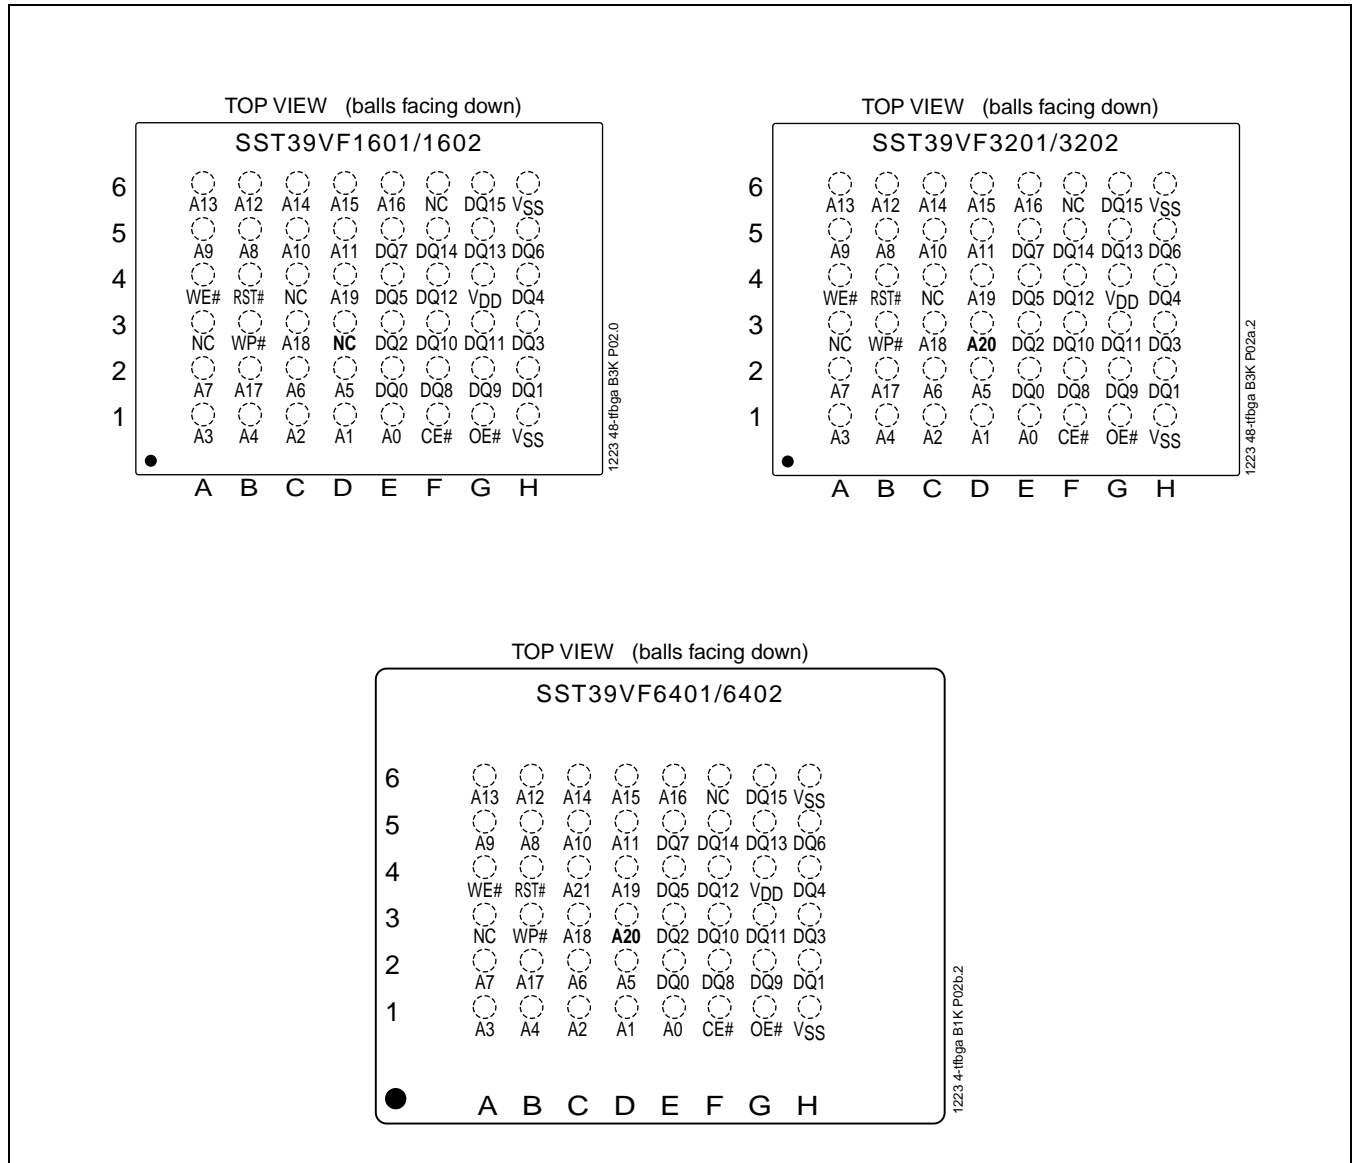 TOP VIEW (balls facing down)
SST39VF1601/1602
6
A13 A12 A14 A15 A16 NC DQ15 VSS
5
A9 A8 A10 A11 DQ7 DQ14 DQ13 DQ6
4
WE# RST# NC A19 DQ5 DQ12 VDD DQ4
3
NC WP# A18 NC DQ2 DQ10 DQ11 DQ3
2
A7 A17 A6 A5 DQ0 DQ8 DQ9 DQ1
1
A3 A4 A2 A1 A0 CE# OE# VSS
A B C D E F G H
1223 48-tfbga B3K P02.0
TOP VIEW (balls facing down)
SST39VF3201/3202
6
A13 A12 A14 A15 A16 NC DQ15 VSS
5
A9 A8 A10 A11 DQ7 DQ14 DQ13 DQ6
4
WE# RST# NC A19 DQ5 DQ12 VDD DQ4
3
NC WP# A18 A20 DQ2 DQ10 DQ11 DQ3
2
A7 A17 A6 A5 DQ0 DQ8 DQ9 DQ1
1
A3 A4 A2 A1 A0 CE# OE# VSS
A B C D E F G H
1223 48-tfbga B3K P02a.2
TOP VIEW (balls facing down)
SST39VF6401/6402
6
A13 A12 A14 A15 A16 NC DQ15 VSS
5
A9 A8 A10 A11 DQ7 DQ14 DQ13 DQ6
4
WE# RST# A21 A19 DQ5 DQ12 VDD DQ4
3
NC WP# A18 A20 DQ2 DQ10 DQ11 DQ3
2
A7 A17 A6 A5 DQ0 DQ8 DQ9 DQ1
1
A3 A4 A2 A1 A0 CE# OE# VSS
A B C D E F G H
1223 4-tfbga B1K P02b.2